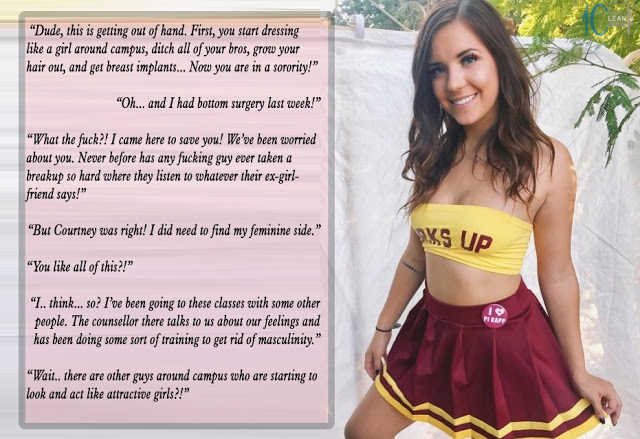 “Dude, this is getting out of hand. First, you start dressing
like a girl around campus, ditch all of your bros, grow your
hair out, and get breast implants... Now you are in a sorority!”
“Oh... and I had bottom surgery last week!”
“What the fuck?! I came here to save you! We’ve been worried
about you. Never before has any fucking guy ever taken a
breakup so hard where they listen to whatever their ex-girl-
friend says!”
“But Courtney was right! I did need to find my feminine side.”
“You like all of this?!”
“I.. think... so? I’ve been going to these classes with some other
people. The counsellor there talks to us about our feelings and
has been doing some sort of training to get rid of masculinity.”
“Wait.. there are other guys around campus who are starting to
look and act like attractive girls?!”
LEAN
RKS UP
I ♥
PI KAPP